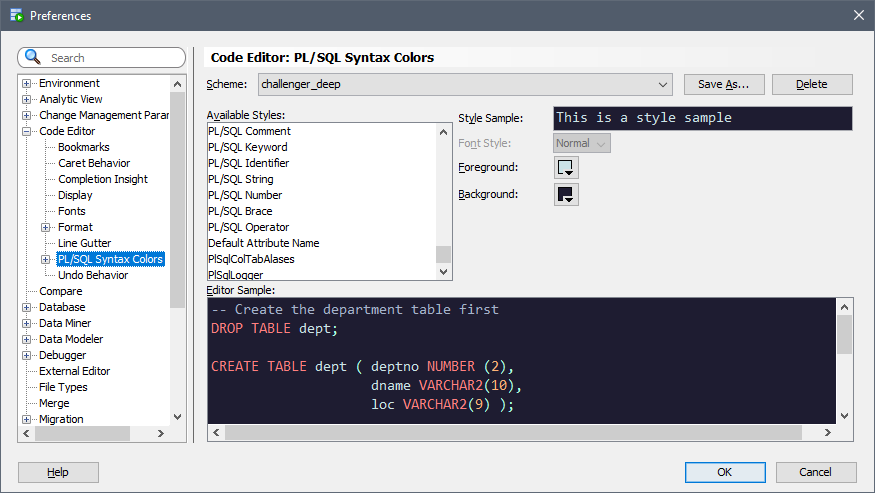 Preferences
Search
Environment
Analytic View
Change Management Parar
Code Editor
Bookmarks
Caret Behavior
Completion Insight
Display
Fonts
Format
Line Gutter
PL/SQL Syntax Colors
Undo Behavior
Compare
Database
Data Miner
Data Modeler
Debugger
External Editor
File Types
Merge
Migration
Code Editor: PL/SQL Syntax Colors
Scheme: challenger_deep Save As... Delete
Available Styles:
PL/SQL Comment
PL/SQL Keyword
PL/SQL Identifier
PL/SQL String
PL/SQL Number
PL/SQL Brace
PL/SQL Operator
Default Attribute Name
PlSqlColTabAlases
PlSqlLogger
Style Sample: This is a style sample
Font Style: Normal
Foreground:
Background:
Editor Sample:
-- Create the department table first
DROP TABLE dept;
CREATE TABLE dept ( deptno NUMBER (2),
dname VARCHAR2(10),
loc VARCHAR2(9) );
Help OK Cancel